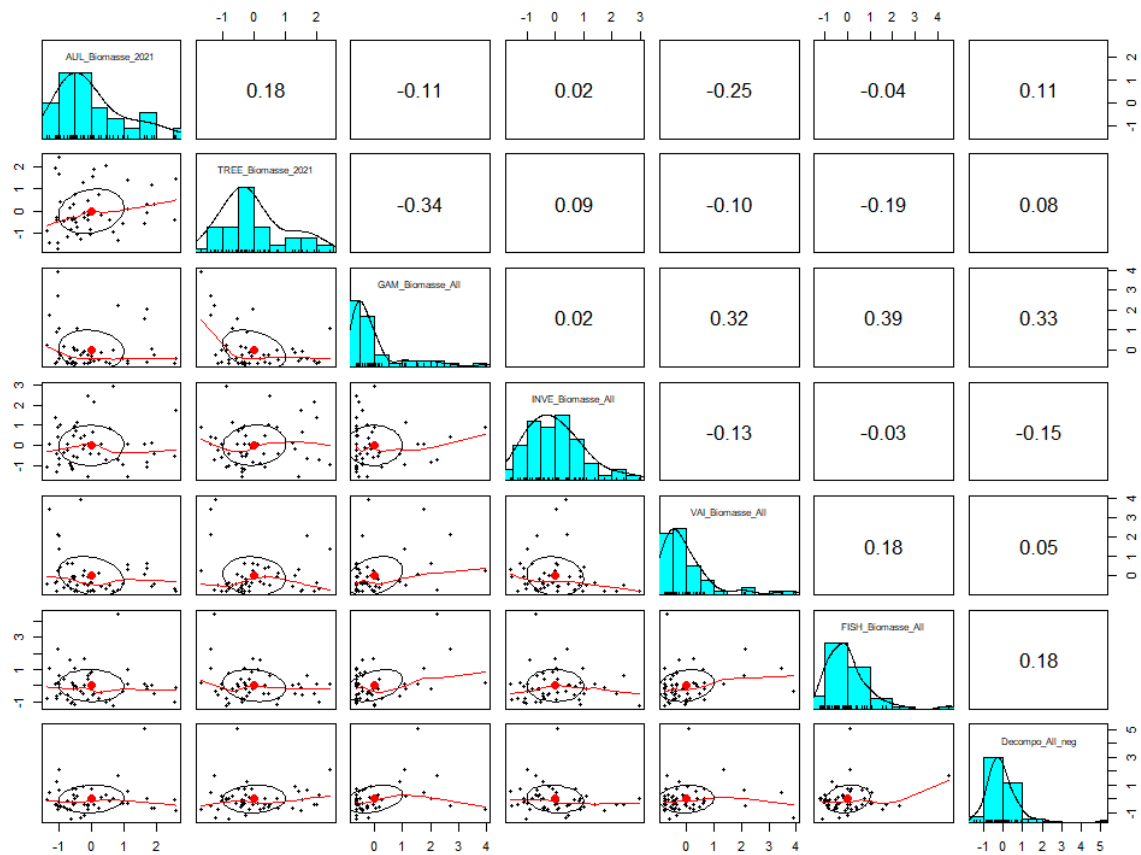 -1 0 1 2 -1 0 1 2 3 -1 0 1 2 3 4
AUL_Biomasse_2021 0.18 -0.11 0.02 -0.25 -0.04 0.11 -1 0 1 2
-1 0 1 2 TREE_Biomasse_2021 -0.34 0.09 -0.10 -0.19 0.08
GAM_Biomasse_All 0.02 0.32 0.39 0.33 0 1 2 3 4
-1 0 1 2 3 INVE_Biomasse_All -0.13 -0.03 -0.15
VAI_Biomasse_All 0.18 0.05 0 1 2 3 4
-1 0 1 3 FISH_Biomasse_All 0.18
Decompo_All_neg -1 1 3 5
-1 0 1 2 0 1 2 3 4 0 1 2 3 4 -1 0 1 2 3 4 5